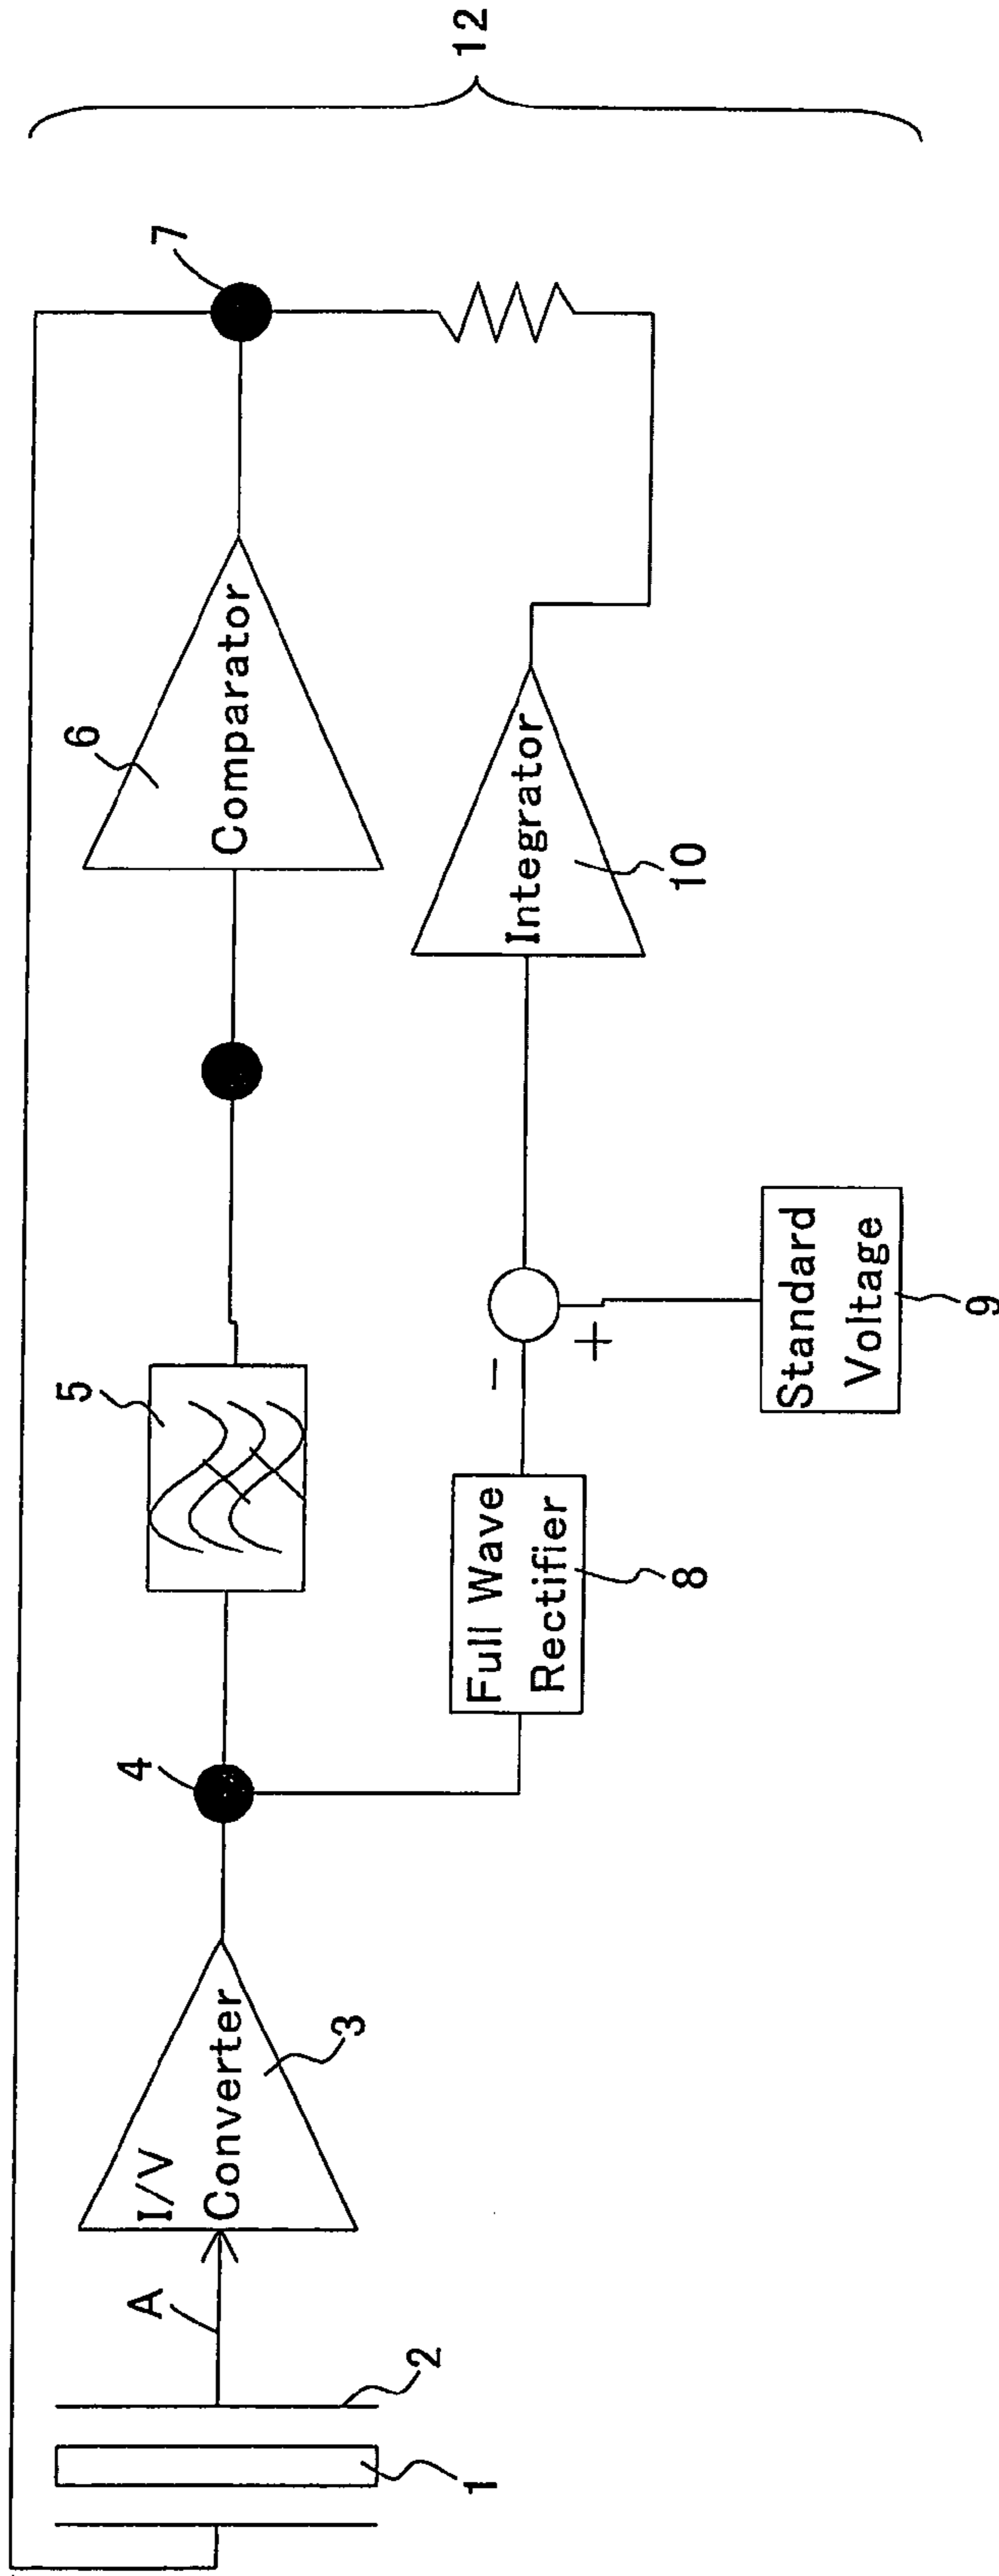 12
7
6
Comparator
Integrator
10
5
4
−
+
Standard
Voltage
9
Full Wave
Rectifier
8
I/V
Converter
3
A
2
1